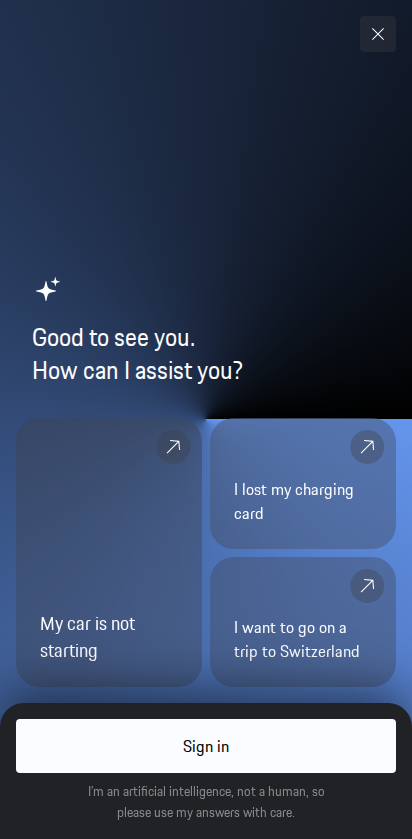 Good to see you.
How can I assist you?
I lost my charging
card
My car is not
starting
I want to go on a
trip to Switzerland
Sign in
I'm an artificial intelligence, not a human, so
please use my answers with care.